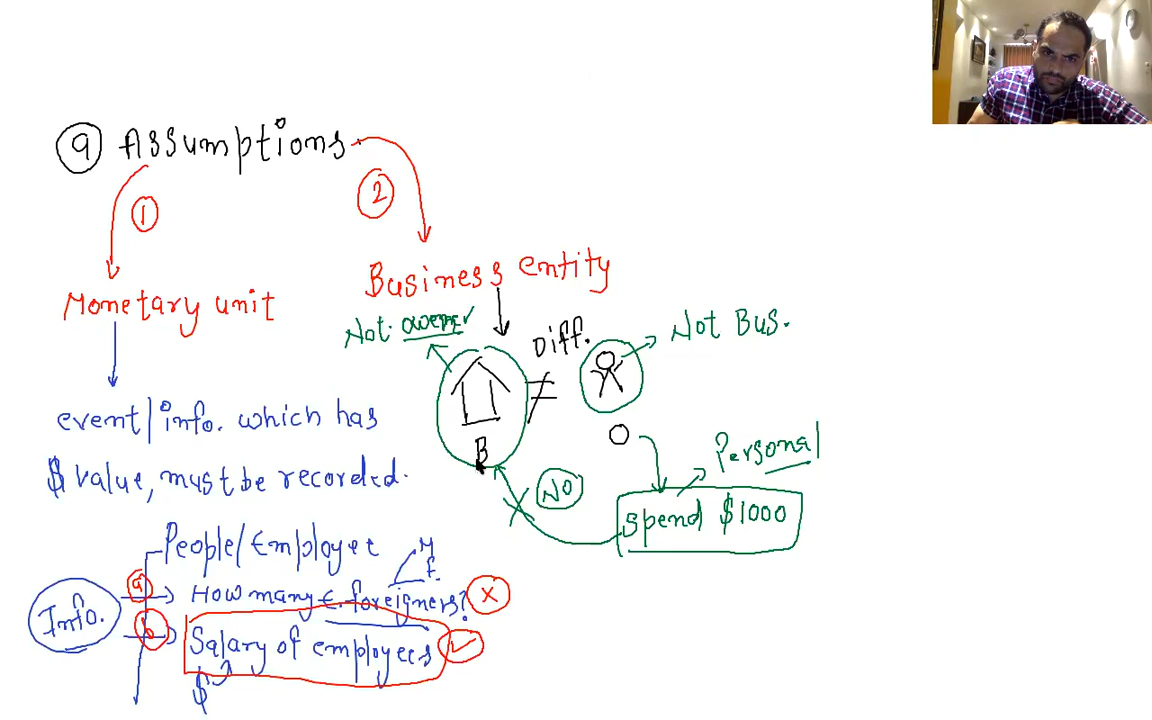 9 Assumptions
1
2
Monetary unit
Business entity
Not owner
Diff.
Not Bus.
≠
B
O
event/info. which has
$ value, must be recorded.
Personal
NO
Spend $1000
People/Employee
M
F.
Info.
a How many E. foreigners? X
b Salary of employees ✓
$